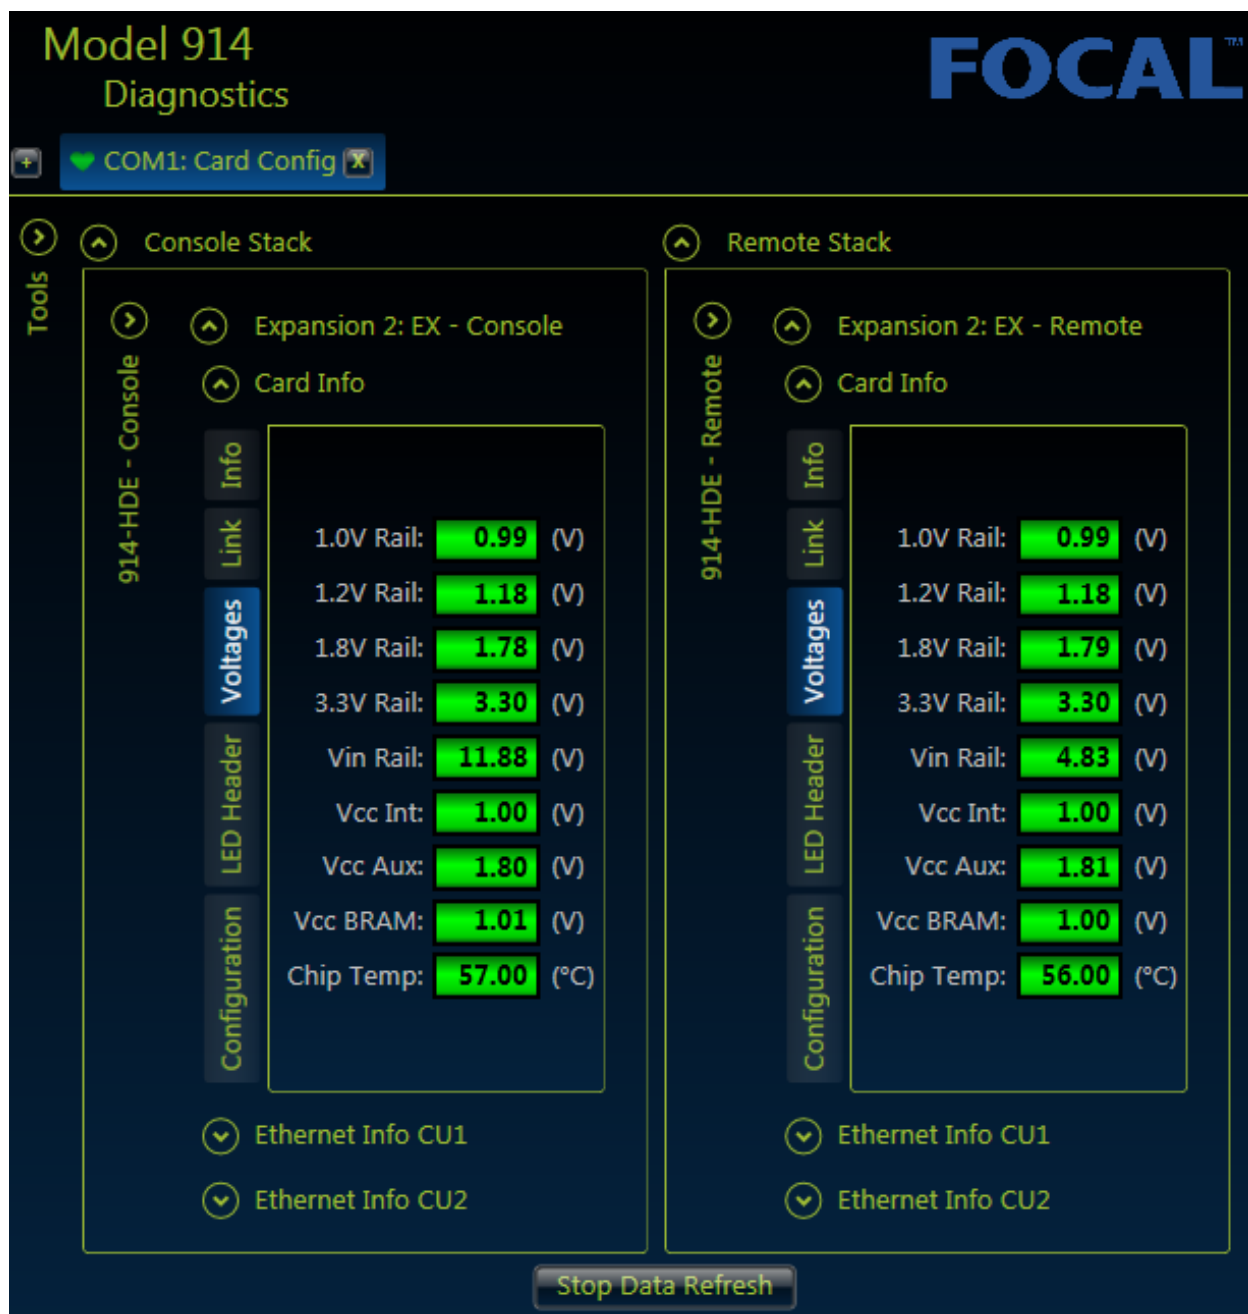 Model 914
Diagnostics
FOCAL™
+
COM1: Card Config X
Tools
Console Stack
914-HDE - Console
Expansion 2: EX - Console
Card Info
Info
Link
Voltages
LED Header
Configuration
1.0V Rail: 0.99 (V)
1.2V Rail: 1.18 (V)
1.8V Rail: 1.78 (V)
3.3V Rail: 3.30 (V)
Vin Rail: 11.88 (V)
Vcc Int: 1.00 (V)
Vcc Aux: 1.80 (V)
Vcc BRAM: 1.01 (V)
Chip Temp: 57.00 (°C)
Ethernet Info CU1
Ethernet Info CU2
Remote Stack
914-HDE - Remote
Expansion 2: EX - Remote
Card Info
Info
Link
Voltages
LED Header
Configuration
1.0V Rail: 0.99 (V)
1.2V Rail: 1.18 (V)
1.8V Rail: 1.79 (V)
3.3V Rail: 3.30 (V)
Vin Rail: 4.83 (V)
Vcc Int: 1.00 (V)
Vcc Aux: 1.81 (V)
Vcc BRAM: 1.00 (V)
Chip Temp: 56.00 (°C)
Ethernet Info CU1
Ethernet Info CU2
Stop Data Refresh